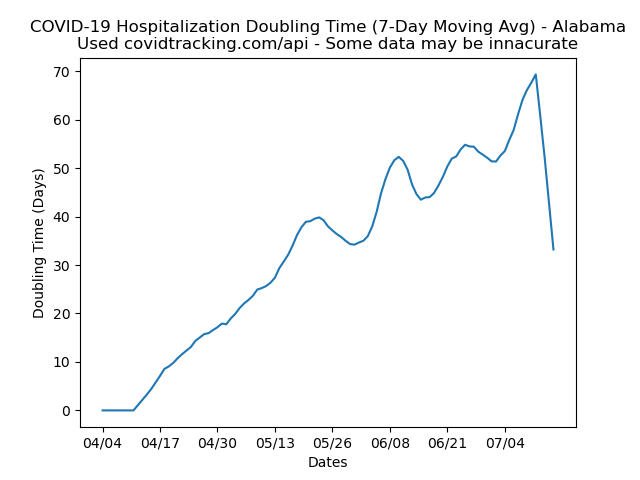 COVID-19 Hospitalization Doubling Time (7-Day Moving Avg) - Alabama
Used covidtracking.com/api - Some data may be innacurate
70
60
50
40
30
20
10
0
Doubling Time (Days)
04/04 04/17 04/30 05/13 05/26 06/08 06/21 07/04
Dates